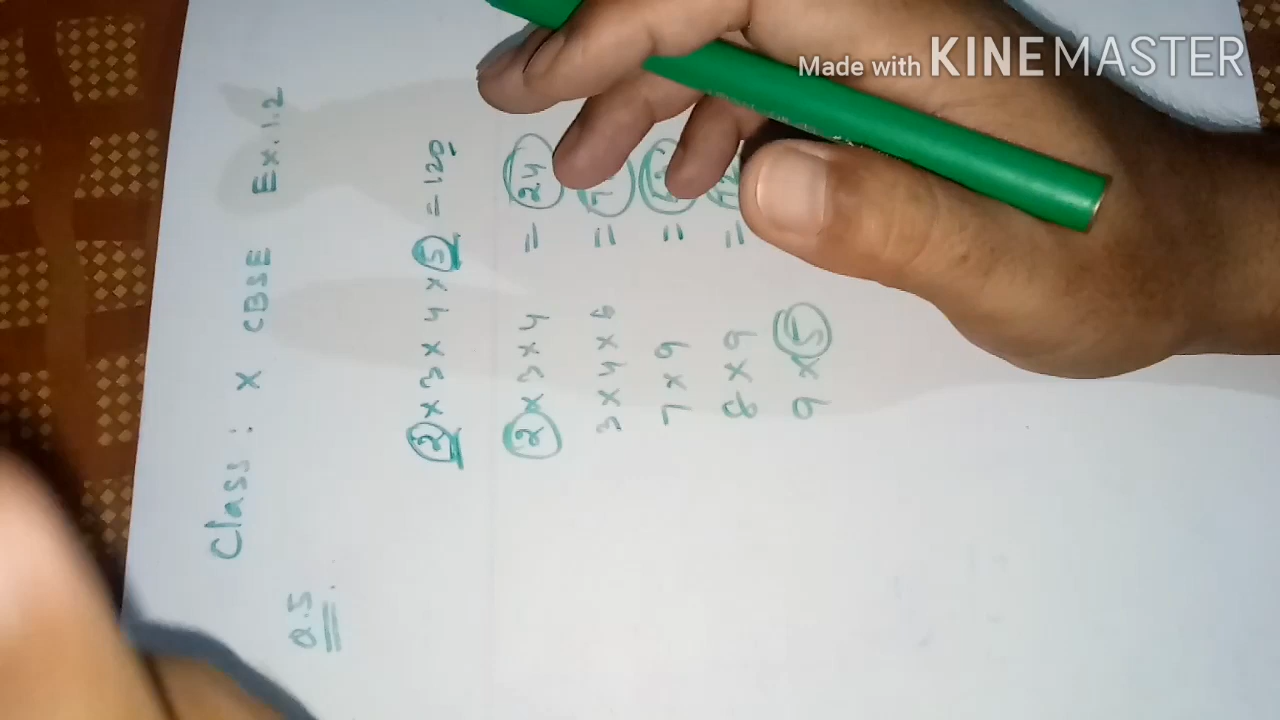 Class : X CBSE Ex. 1.2
Q.5
2 × 3 × 4 × 5 = 120
2 × 3 × 4 = 24
3 × 4 × 6 =
7 × 9 =
8 × 9 =
9 × 5
Made with KINEMASTER